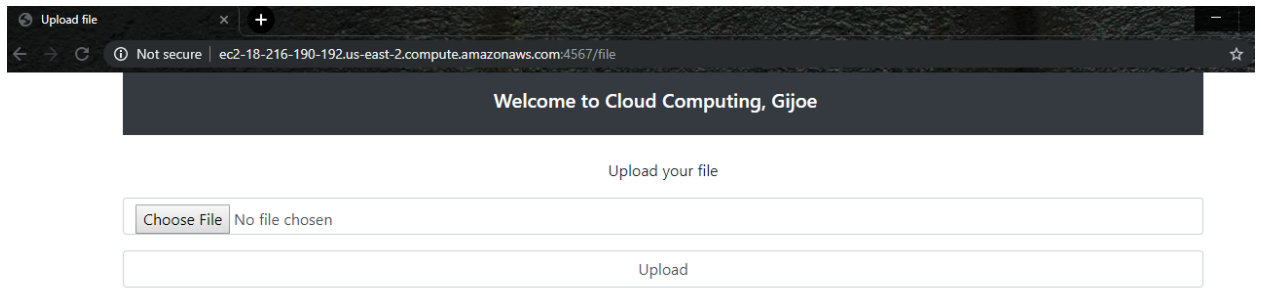 Upload file
Not secure | ec2-18-216-190-192.us-east-2.compute.amazonaws.com:4567/file
Welcome to Cloud Computing, Gijoe
Upload your file
Choose File No file chosen
Upload